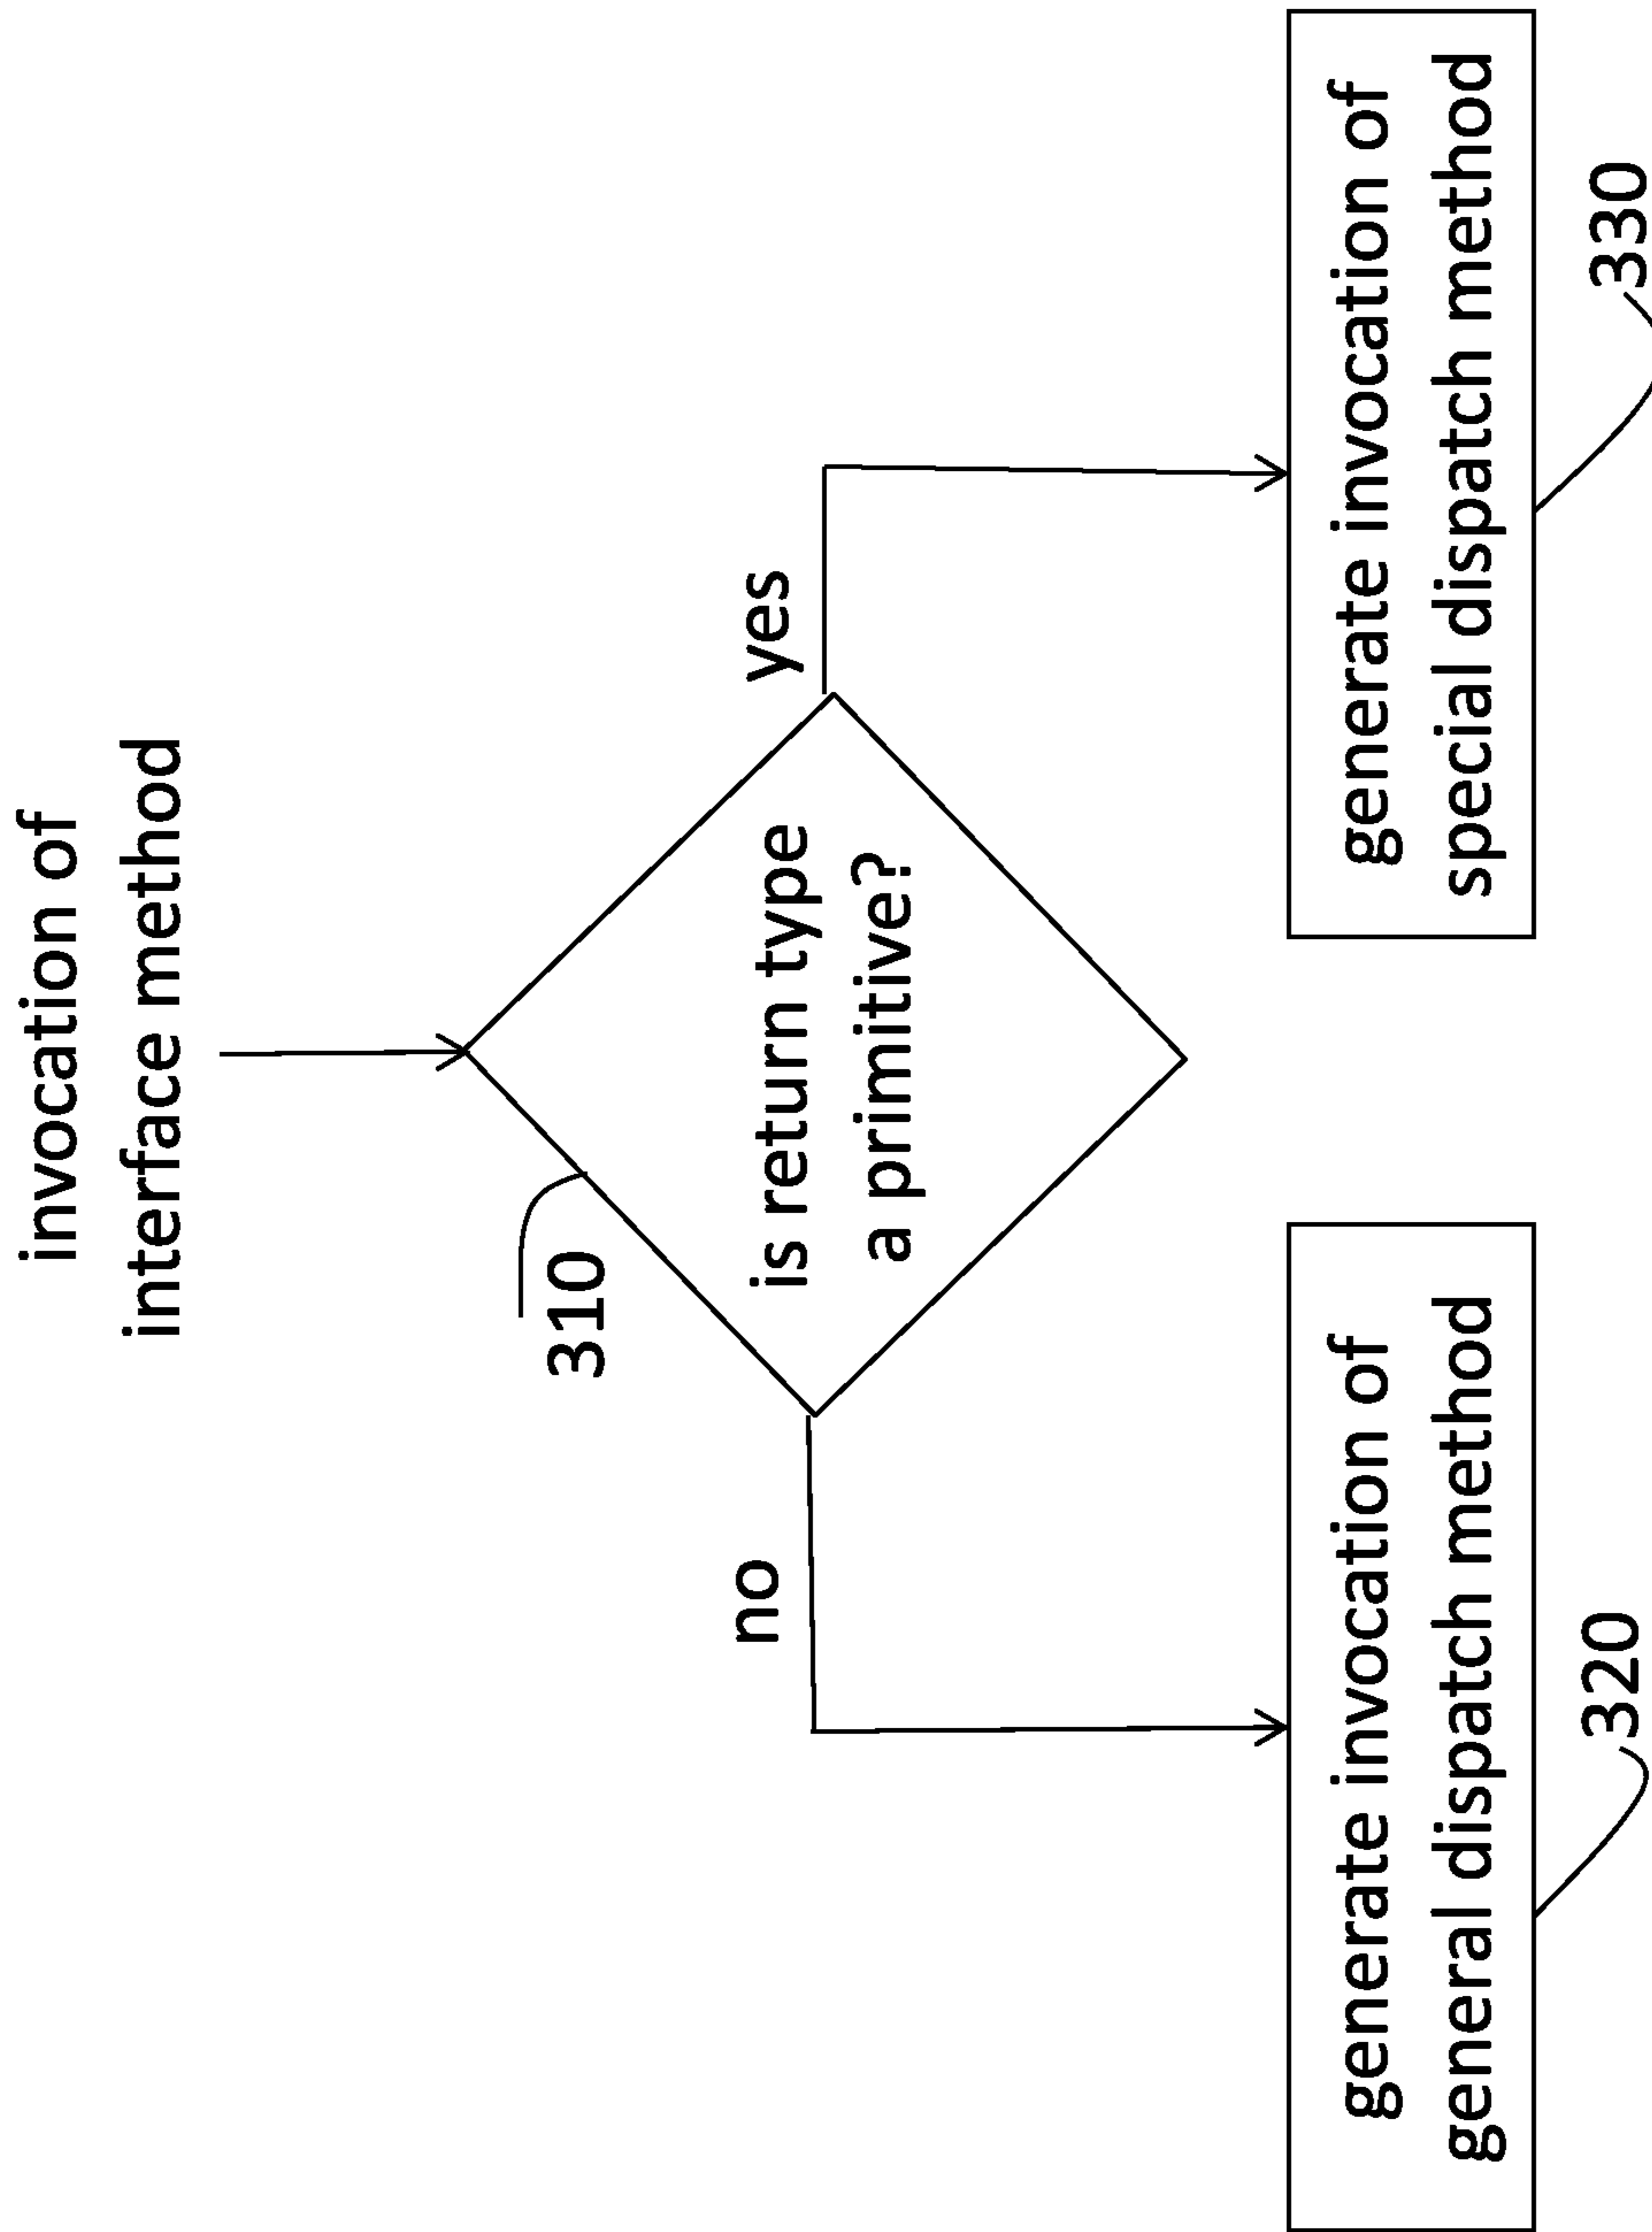 invocation of
interface method
310
is return type
a primitive?
no
yes
generate invocation of
general dispatch method
320
generate invocation of
special dispatch method
330